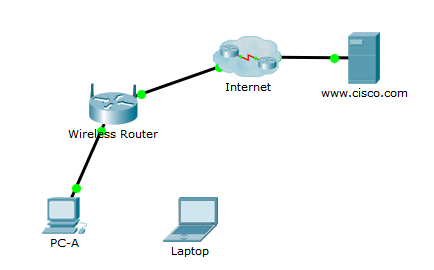 Internet
www.cisco.com
Wireless Router
PC-A
Laptop